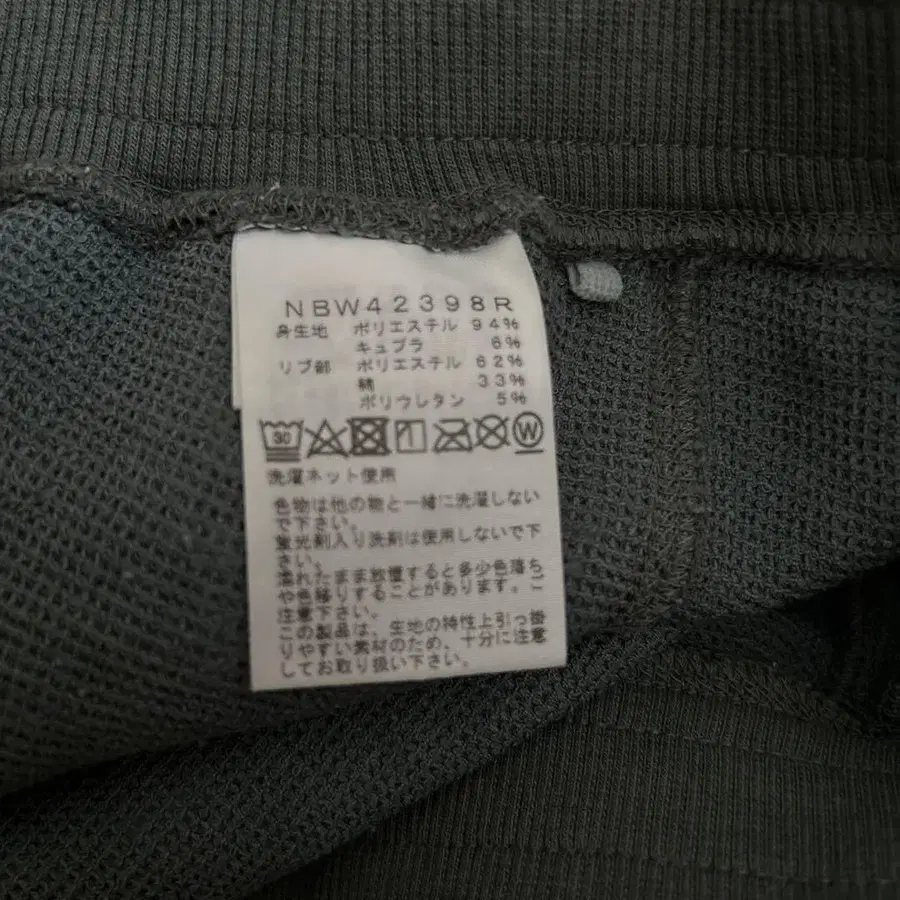 NBW42398R
身生地 ポリエステル 94%
キュプラ 6%
リブ部 ポリエステル 62%
綿 33%
ポリウレタン 5%
30 W
洗濯ネット使用
色物は他の物と一緒に洗濯しない
で下さい。
蛍光剤入り洗剤は使用しないで下
さい。
濡れたまま放置すると多少色落ち
や色移りすることがあります。ご
注意下さい。
この製品は、生地の特性上引っ掛
りやすい素材のため、十分に注意
してお取り扱い下さい。